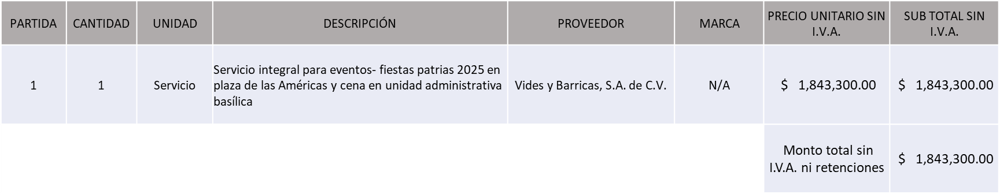 PARTIDA CANTIDAD UNIDAD DESCRIPCIÓN PROVEEDOR MARCA PRECIO UNITARIO SIN I.V.A. SUB TOTAL SIN I.V.A.
1 1 Servicio Servicio integral para eventos- fiestas patrias 2025 en
plaza de las Américas y cena en unidad administrativa
basílica Vides y Barricas, S.A. de C.V. N/A $ 1,843,300.00 $ 1,843,300.00
Monto total sin
I.V.A. ni retenciones $ 1,843,300.00